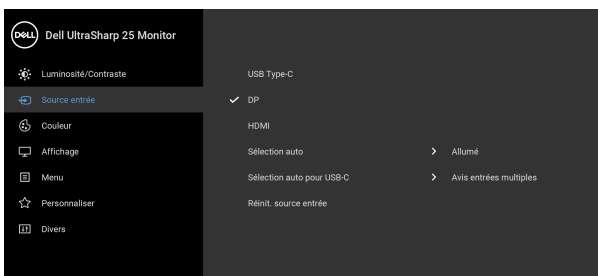 DELL Dell UltraSharp 25 Monitor
Luminosité/Contraste USB Type-C
Source entrée DP
Couleur HDMI
Affichage Sélection auto Allumé
Menu Sélection auto pour USB-C Avis entrées multiples
Personnaliser Réinit. source entrée
Divers